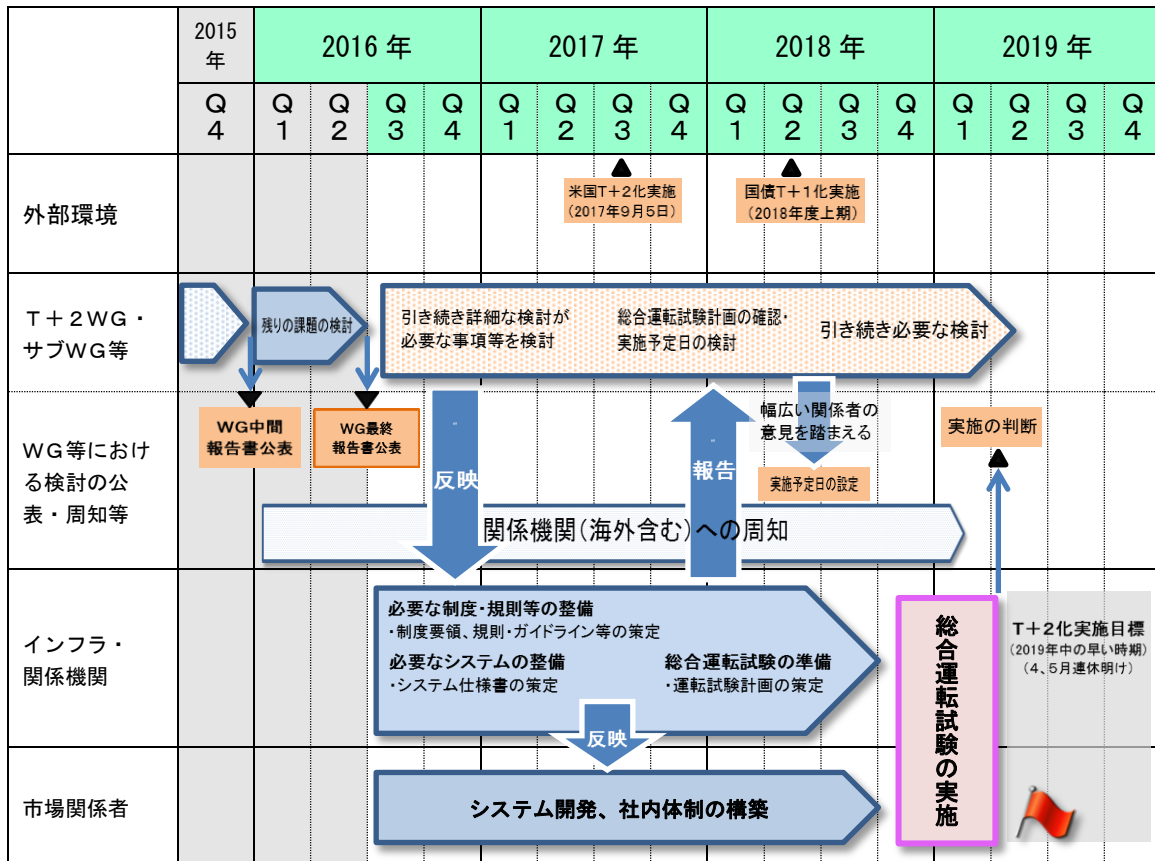 2015
年
2016 年
2017 年
2018 年
2019 年
Q
4
Q
1
Q
2
Q
3
Q
4
Q
1
Q
2
Q
3
Q
4
Q
1
Q
2
Q
3
Q
4
Q
1
Q
2
Q
3
Q
4
外部環境
米国T+2化実施
(2017年9月5日)
国債T+1化実施
(2018年度上期)
T+2WG・
サブWG等
残りの課題の検討
引き続き詳細な検討が
必要な事項等を検討
総合運転試験計画の確認・
実施予定日の検討
引き続き必要な検討
WG等におけ
る検討の公
表・周知等
WG中間
報告書公表
WG最終
報告書公表
反映
報告
幅広い関係者の
意見を踏まえる
実施予定日の設定
実施の判断
関係機関(海外含む)への周知
インフラ・
関係機関
必要な制度・規則等の整備
・制度要領、規則・ガイドライン等の策定
必要なシステムの整備
・システム仕様書の策定
総合運転試験の準備
・運転試験計画の策定
総合運転試験の実施
T+2化実施目標
(2019年中の早い時期)
(4、5月連休明け)
反映
市場関係者
システム開発、社内体制の構築